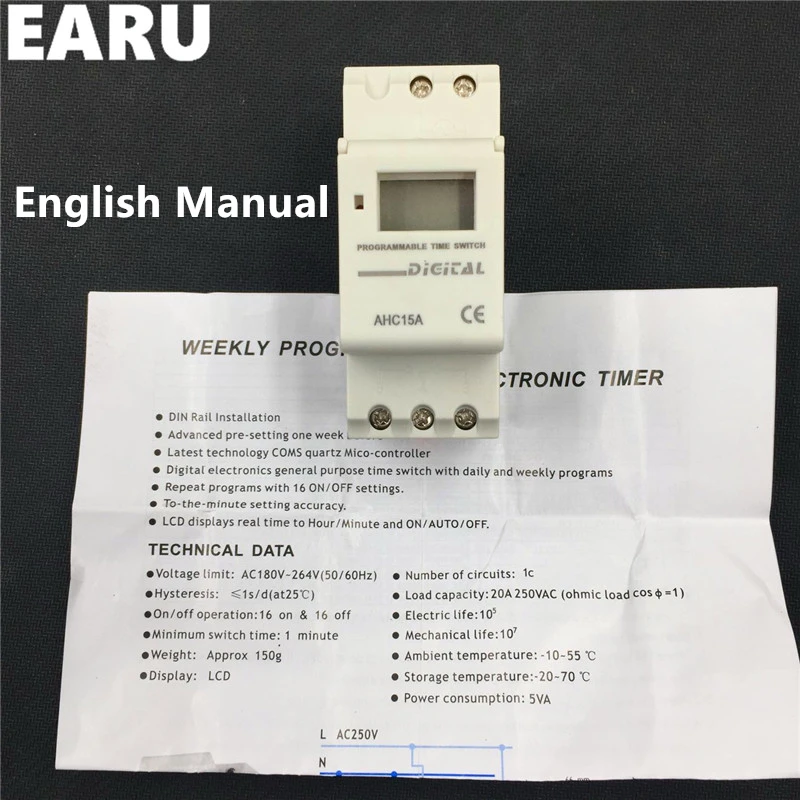 EARU
English Manual
PROGRAMMABLE TIME SWITCH
DiGiTAL
AHC15A CE
WEEKLY PROG
CTRONIC TIMER
• DIN Rail Installation
• Advanced pre-setting one week
• Latest technology COMS quartz Mico-controller
• Digital electronics general purpose time switch with daily and weekly programs
• Repeat programs with 16 ON/OFF settings.
• To-the-minute setting accuracy.
• LCD displays real time to Hour/Minute and ON/AUTO/OFF.
TECHNICAL DATA
• Voltage limit: AC180V~264V(50/60Hz)
• Hysteresis: ≤1s/d(at25℃)
• On/off operation:16 on & 16 off
• Minimum switch time: 1 minute
• Weight: Approx 150g
• Display: LCD
• Number of circuits: 1c
• Load capacity:20A 250VAC (ohmic load cosϕ=1)
• Electric life:10⁵
• Mechanical life:10⁷
• Ambient temperature: -10~55 ℃
• Storage temperature:-20~70 ℃
• Power consumption: 5VA
L AC250V
N